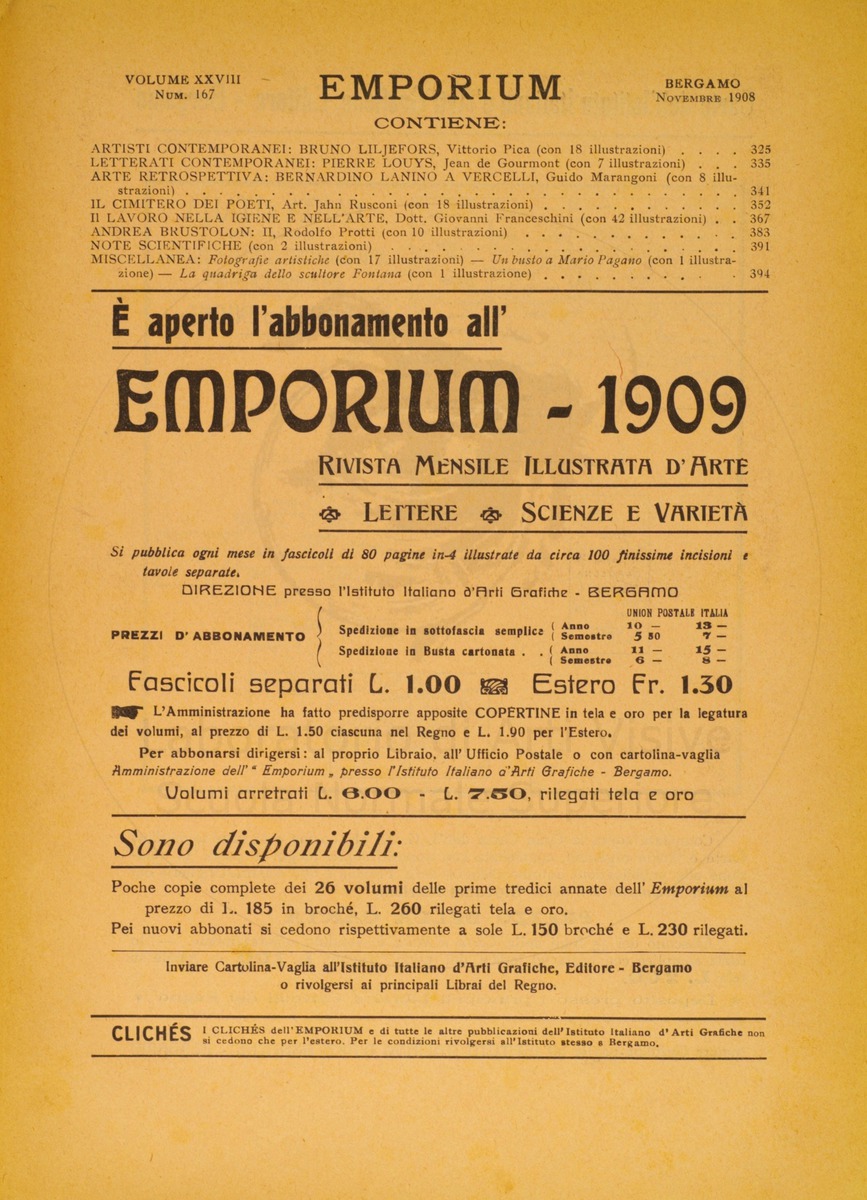 VOLUME XXVIII
NUM. 167
EMPORIUM
BERGAMO
NOVEMBRE 1908
CONTIENE:
ARTISTI CONTEMPORANEI: BRUNO LILJEFORS, Vittorio Pica (con 18 illustrazioni) . . . . 325
LETTERATI CONTEMPORANEI: PIERRE LOUYS, Jean de Gourmont (con 7 illustrazioni) . . . 335
ARTE RETROSPETTIVA: BERNARDINO LANINO A VERCELLI, Guido Marangoni (con 8 illu-
strazioni) . . . . . . . . . . . . . . . . . . . . 341
IL CIMITERO DEI POETI, Art. Jahn Rusconi (con 18 illustrazioni) . . . . . . . . . . 352
Il LAVORO NELLA IGIENE E NELL'ARTE, Dott. Giovanni Franceschini (con 42 illustrazioni) . . 367
ANDREA BRUSTOLON: II, Rodolfo Protti (con 10 illustrazioni) . . . . . . . . . . 383
NOTE SCIENTIFICHE (con 2 illustrazioni) . . . . . . . . . . . . . . . 391
MISCELLANEA: Fotografie artistiche (con 17 illustrazioni) — Un busto a Mario Pagano (con 1 illustra-
zione) — La quadriga dello scultore Fontana (con 1 illustrazione) . . . . . . . . . 394
È aperto l'abbonamento all'
EMPORIUM - 1909
RIVISTA MENSILE ILLUSTRATA D'ARTE
LETTERE SCIENZE E VARIETÀ
Si pubblica ogni mese in fascicoli di 80 pagine in-4 illustrate da circa 100 finissime incisioni e
tavole separate.
DIREZIONE presso l'Istituto Italiano d'Arti Grafiche - BERGAMO
UNION POSTALE ITALIA
PREZZI D'ABBONAMENTO
Spedizione in sottofascia semplice ( Anno 10 — 13 —
( Semestro 5 50 7 —
Spedizione in Busta cartonata . . ( Anno 11 — 15 —
( Semestro 6 — 8 —
Fascicoli separati L. 1.00 Estero Fr. 1.30
L'Amministrazione ha fatto predisporre apposite COPERTINE in tela e oro per la legatura
dei volumi, al prezzo di L. 1.50 ciascuna nel Regno e L. 1.90 per l'Estero.
Per abbonarsi dirigersi: al proprio Libraio, all'Ufficio Postale o con cartolina-vaglia
Amministrazione dell'“ Emporium „ presso l'Istituto Italiano d'Arti Grafiche - Bergamo.
Volumi arretrati L. 6.00 - L. 7.50, rilegati tela e oro
Sono disponibili:
Poche copie complete dei 26 volumi delle prime tredici annate dell'Emporium al
prezzo di L. 185 in broché, L. 260 rilegati tela e oro.
Pei nuovi abbonati si cedono rispettivamente a sole L. 150 broché e L. 230 rilegati.
Inviare Cartolina-Vaglia all'Istituto Italiano d'Arti Grafiche, Editore - Bergamo
o rivolgersi ai principali Librai del Regno.
CLICHÉS I CLICHÉS dell'EMPORIUM e di tutte le altre pubblicazioni dell'Istituto Italiano d'Arti Grafiche non
si cedono che per l'estero. Per le condizioni rivolgersi all'Istituto stesso a Bergamo.